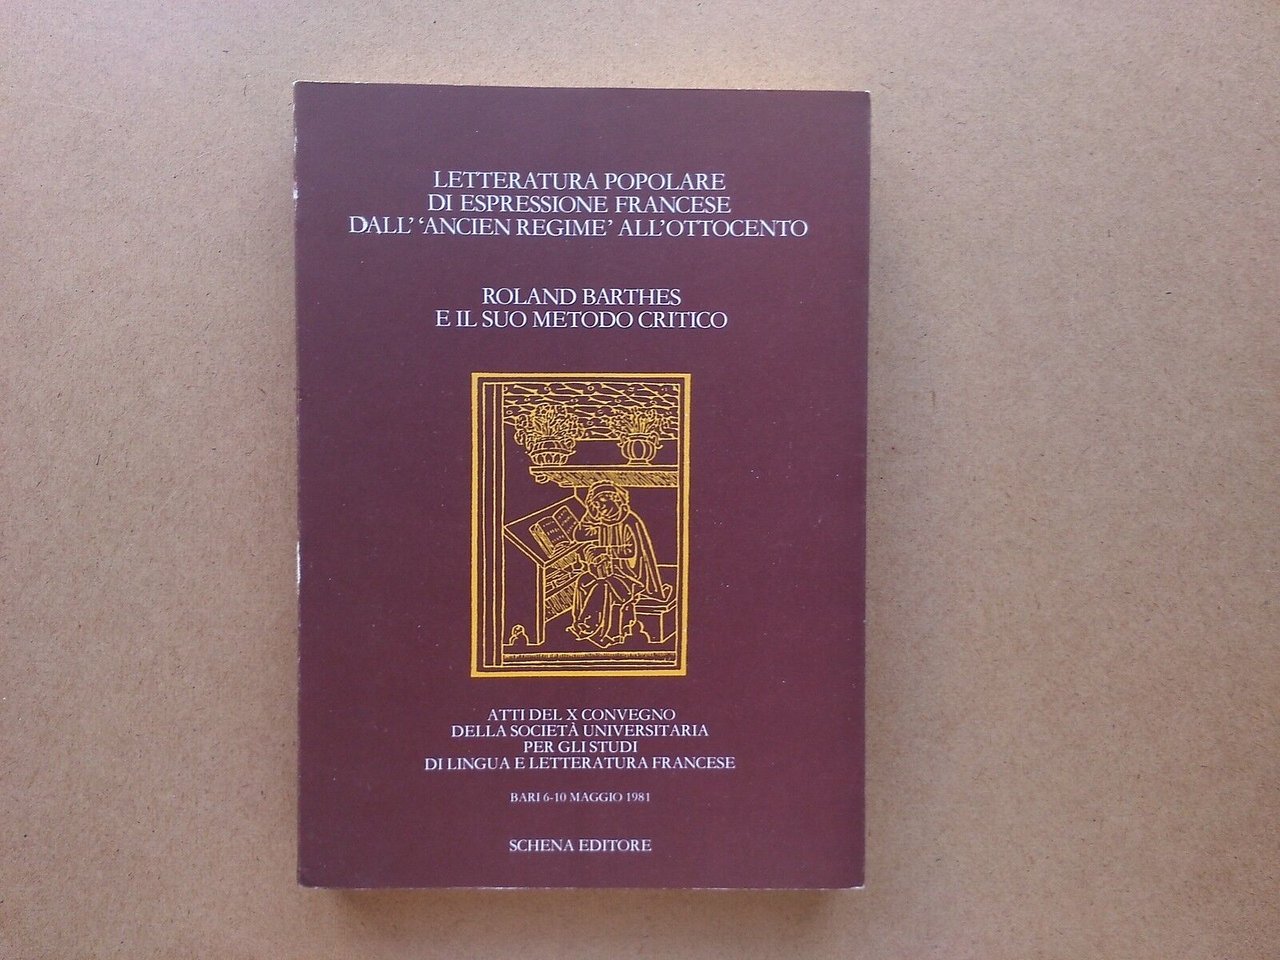 LETTERATURA POPOLARE
DI ESPRESSIONE FRANCESE
DALL' 'ANCIEN REGIME' ALL'OTTOCENTO
ROLAND BARTHES
E IL SUO METODO CRITICO
ATTI DEL X CONVEGNO
DELLA SOCIETÀ UNIVERSITARIA
PER GLI STUDI
DI LINGUA E LETTERATURA FRANCESE
BARI 6-10 MAGGIO 1981
SCHENA EDITORE